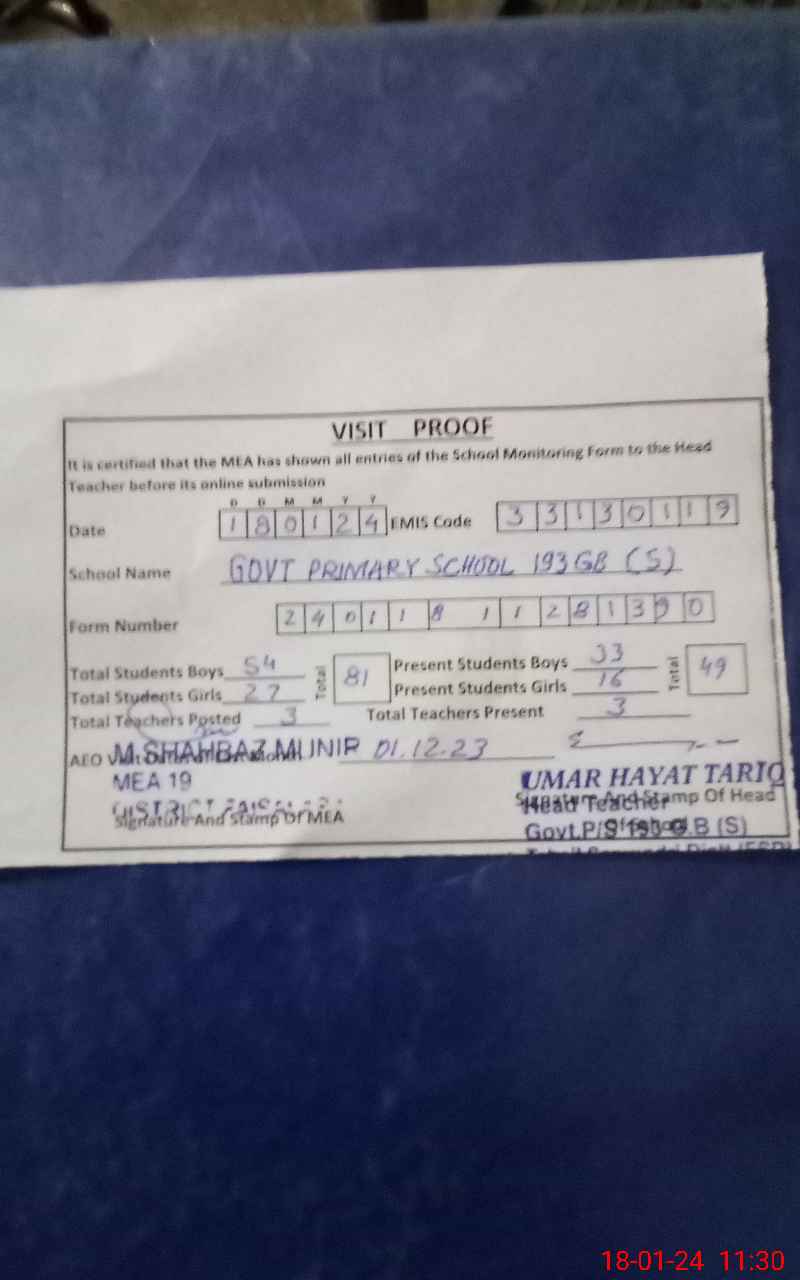 VISIT PROOF
It is certified that the MEA has shown all entries of the School Monitoring Form to the Head
Teacher before its online submission
D D M M Y Y
Date 1 8 0 1 2 4 EMIS Code 3 3 1 3 0 1 1 9
School Name GOVT PRIMARY SCHOOL 193 GB (S)
Form Number 2 4 0 1 1 8 1 1 2 8 1 3 0
Total Students Boys 54 Total 81 Present Students Boys 33 Total 49
Total Students Girls 27 Present Students Girls 16
Total Teachers Posted 3 Total Teachers Present 3
AEO 01.12.23
M.SHAHBAZ MUNIR
MEA 19
DISTRICT FAISALABAD
Signature And Stamp Of MEA
UMAR HAYAT TARIQ
Signature And Stamp Of Head
Head Teacher
Of School
Govt.P/S 193 G.B (S)
18-01-24 11:30